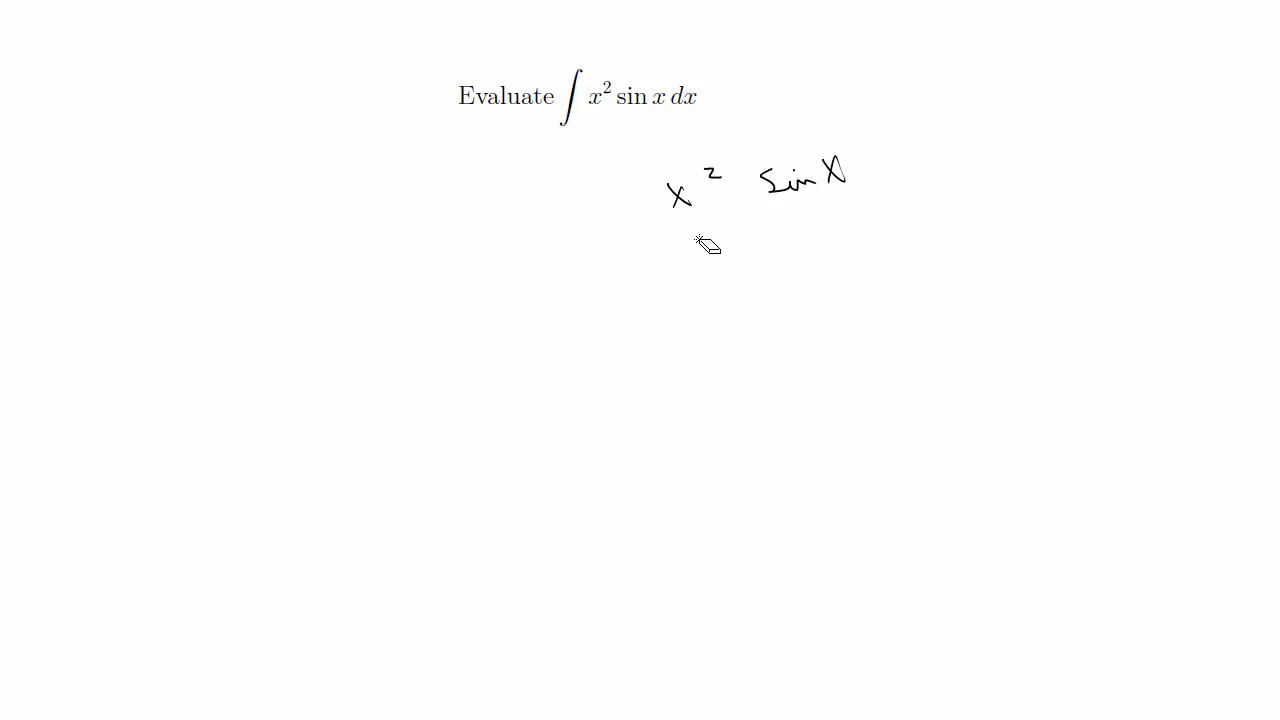 Evaluate ∫ x² sin x dx
x² sin x